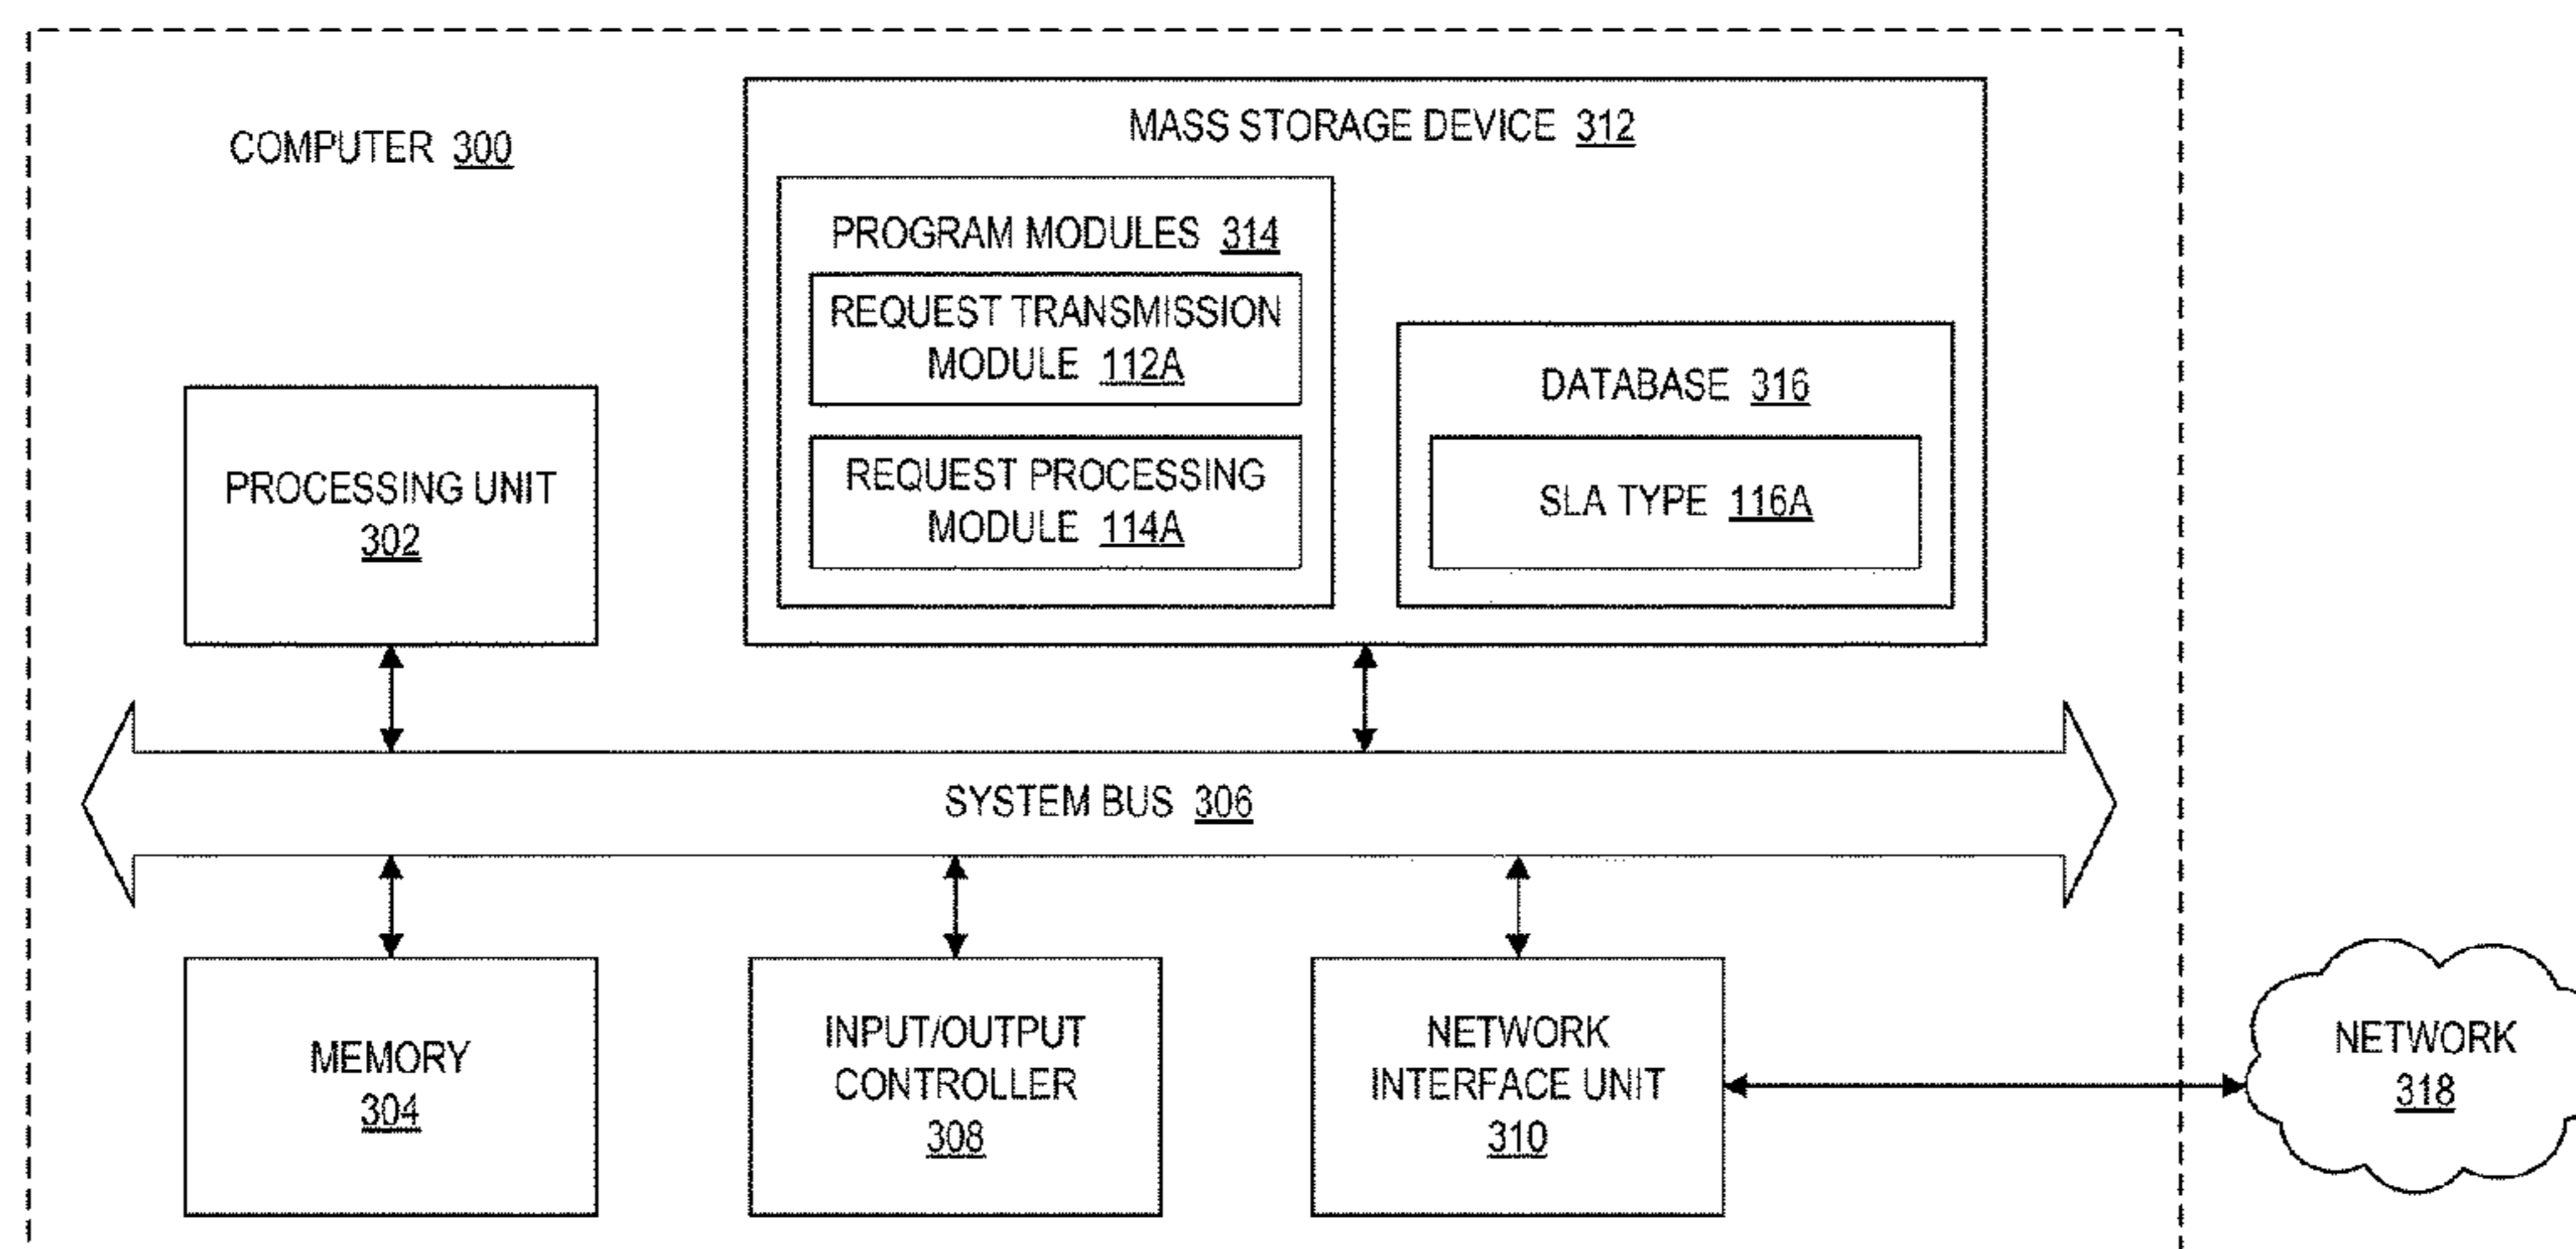 COMPUTER 300
MASS STORAGE DEVICE 312
PROGRAM MODULES 314
REQUEST TRANSMISSION
MODULE 112A
REQUEST PROCESSING
MODULE 114A
DATABASE 316
SLA TYPE 116A
PROCESSING UNIT
302
SYSTEM BUS 306
MEMORY
304
INPUT/OUTPUT
CONTROLLER
308
NETWORK
INTERFACE UNIT
310
NETWORK
318